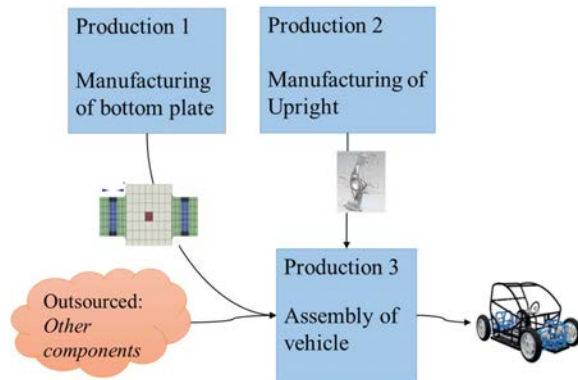 Production 1
Manufacturing
of bottom plate
Production 2
Manufacturing of
Upright
Outsourced:
Other
components
Production 3
Assembly of
vehicle